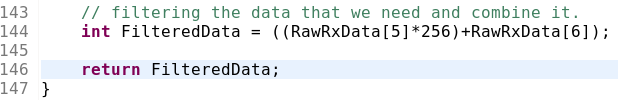 143 // filtering the data that we need and combine it.
144 int FilteredData = ((RawRxData[5]*256)+RawRxData[6]);
145
146 return FilteredData;
147 }